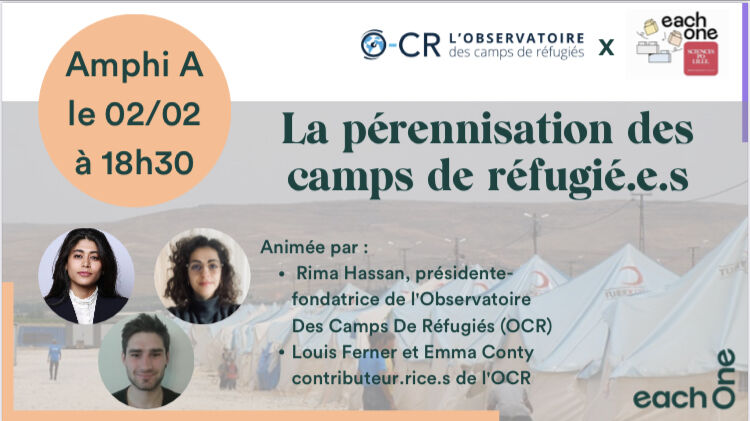 Amphi A
le 02/02
à 18h30
O-CR L'OBSERVATOIRE
des camps de réfugiés
X
each
one
SCIENCES
PO
LILLE
La pérennisation des
camps de réfugié.e.s
Animée par :
• Rima Hassan, présidente-
fondatrice de l'Observatoire
Des Camps De Réfugiés (OCR)
• Louis Ferner et Emma Conty
contributeur.rice.s de l'OCR
each One